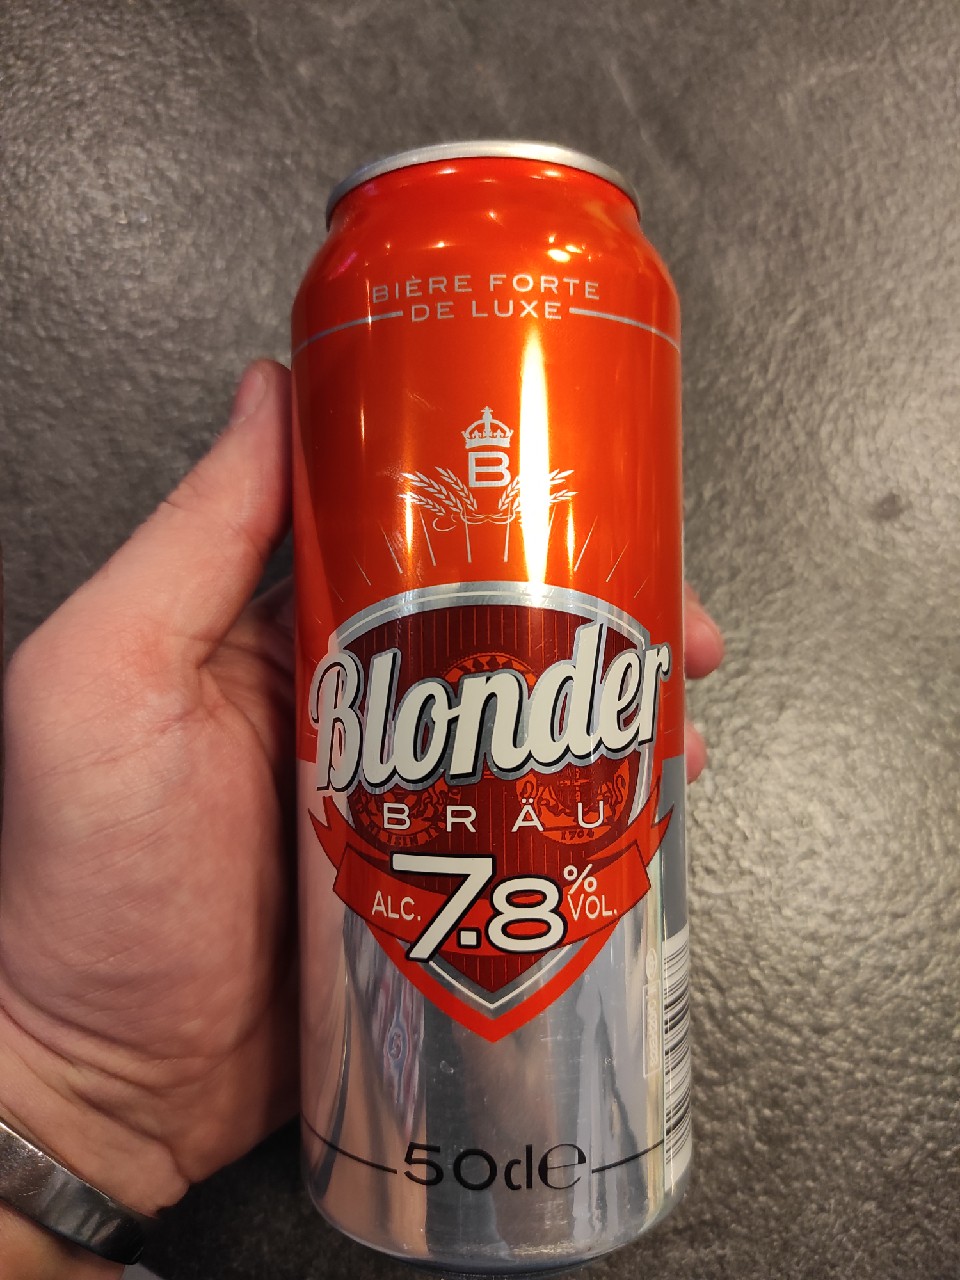 BIÈRE FORTE
DE LUXE
B
Blonder
BRÄU
ALC. 7.8% VOL.
50cl e